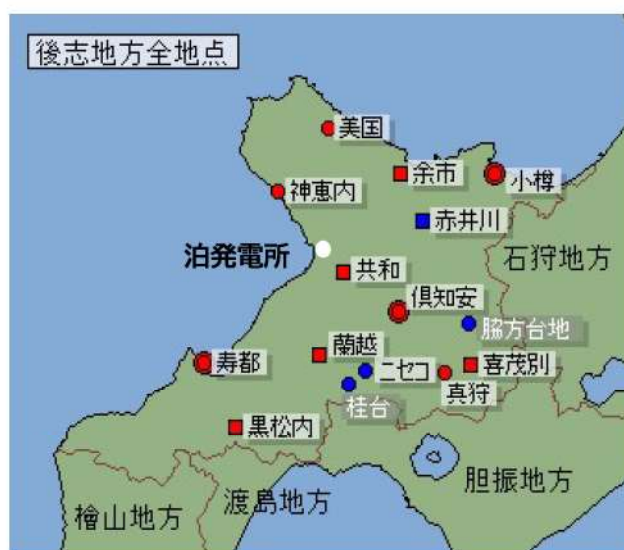 後志地方全地点
美国
余市
小樽
神恵内
赤井川
石狩地方
泊発電所
共和
倶知安
脇方台地
蘭越
寿都
ニセコ
喜茂別
真狩
桂台
黒松内
胆振地方
渡島地方
檜山地方